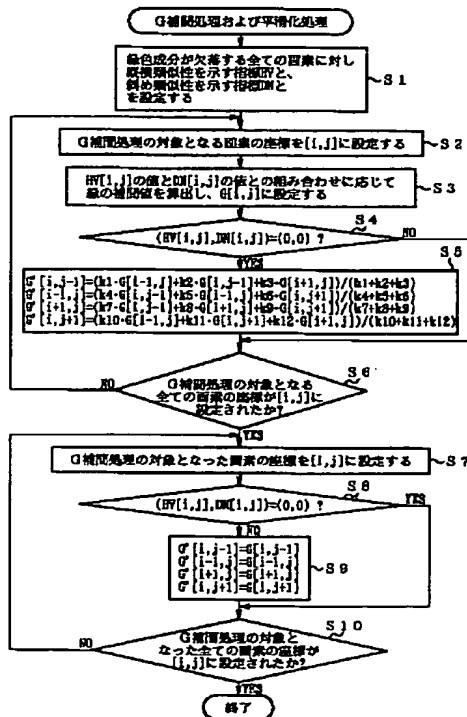 G補間処理および平滑化処理
緑色成分が欠落する全ての画素に対し
縦横類似性を示す指標HVと、
斜め類似性を示す指標DNと
を設定する
~S1
G補間処理の対象となる画素の座標を[i,j]に設定する
~S2
HV[i,j]の値とDN[i,j]の値との組み合わせに応じて
緑の補間値を算出し、G[i,j]に設定する
~S3
S4
(HV[i,j],DN[i,j])=(0,0) ?
NO
YES
S5
G'[i,j-1]=(k1·G[i-1,j]+k2·G[i,j-1]+k3·G[i+1,j])/(k1+k2+k3)
G'[i-1,j]=(k4·G[i-1,j]+k5·G[i,j-1]+k6·G[i,j+1])/(k4+k5+k6)
G'[i+1,j]=(k7·G[i,j-1]+k8·G[i+1,j]+k9·G[i,j+1])/(k7+k8+k9)
G'[i,j+1]=(k10·G[i-1,j]+k11·G[i,j+1]+k12·G[i+1,j])/(k10+k11+k12)
S6
G補間処理の対象となる
全ての画素の座標が[i,j]に
設定されたか?
NO
YES
G補間処理の対象となった画素の座標を[i,j]に設定する
~S7
S8
(HV[i,j],DN[i,j])=(0,0) ?
YES
NO
G'[i,j-1]=G[i,j-1]
G'[i-1,j]=G[i-1,j]
G'[i+1,j]=G[i+1,j]
G'[i,j+1]=G[i,j+1]
~S9
S10
G補間処理の対象と
なった全ての画素の座標が
[i,j]に設定されたか?
NO
YES
終了